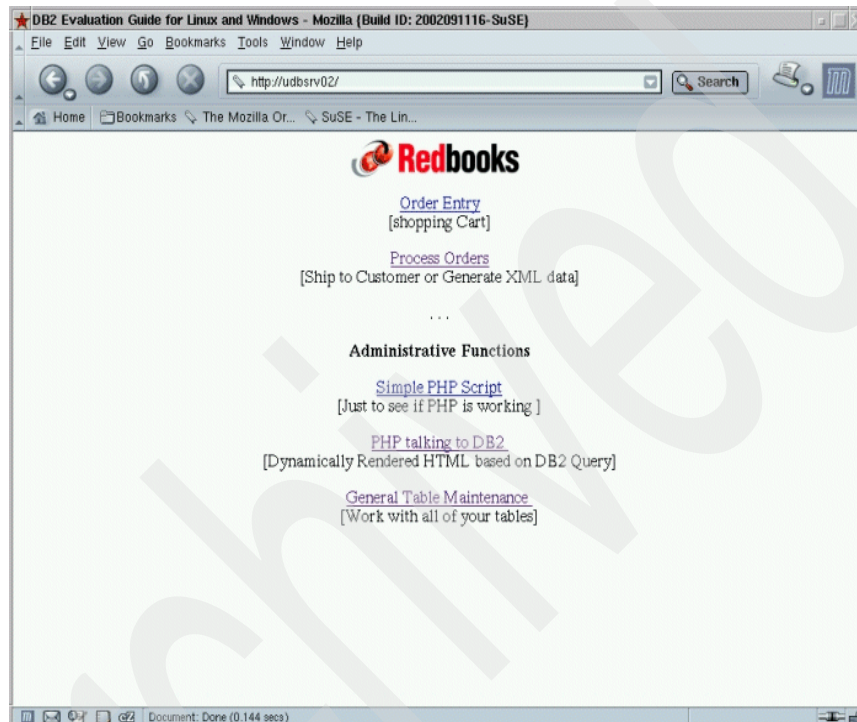 DB2 Evaluation Guide for Linux and Windows - Mozilla {Build ID: 2002091116-SuSE}
File Edit View Go Bookmarks Tools Window Help
http://udbsrv02/
Search
Home Bookmarks The Mozilla Or... SuSE - The Lin...
Redbooks
Order Entry
[shopping Cart]
Process Orders
[Ship to Customer or Generate XML data]
. . .
Administrative Functions
Simple PHP Script
[Just to see if PHP is working ]
PHP talking to DB2
[Dynamically Rendered HTML based on DB2 Query]
General Table Maintenance
[Work with all of your tables]
Document: Done (0.144 secs)